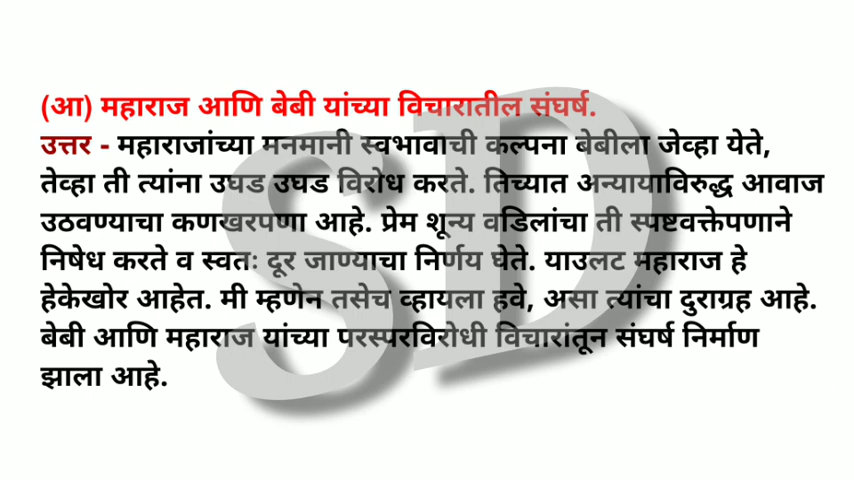 (आ) महाराज आणि बेबी यांच्या विचारातील संघर्ष.
उत्तर - महाराजांच्या मनमानी स्वभावाची कल्पना बेबीला जेव्हा येते,
तेव्हा ती त्यांना उघड उघड विरोध करते. तिच्यात अन्यायाविरुद्ध आवाज
उठवण्याचा कणखरपणा आहे. प्रेम शून्य वडिलांचा ती स्पष्टवक्तेपणाने
निषेध करते व स्वतः दूर जाण्याचा निर्णय घेते. याउलट महाराज हे
हेकेखोर आहेत. मी म्हणेन तसेच व्हायला हवे, असा त्यांचा दुराग्रह आहे.
बेबी आणि महाराज यांच्या परस्परविरोधी विचारांतून संघर्ष निर्माण
झाला आहे.
SD